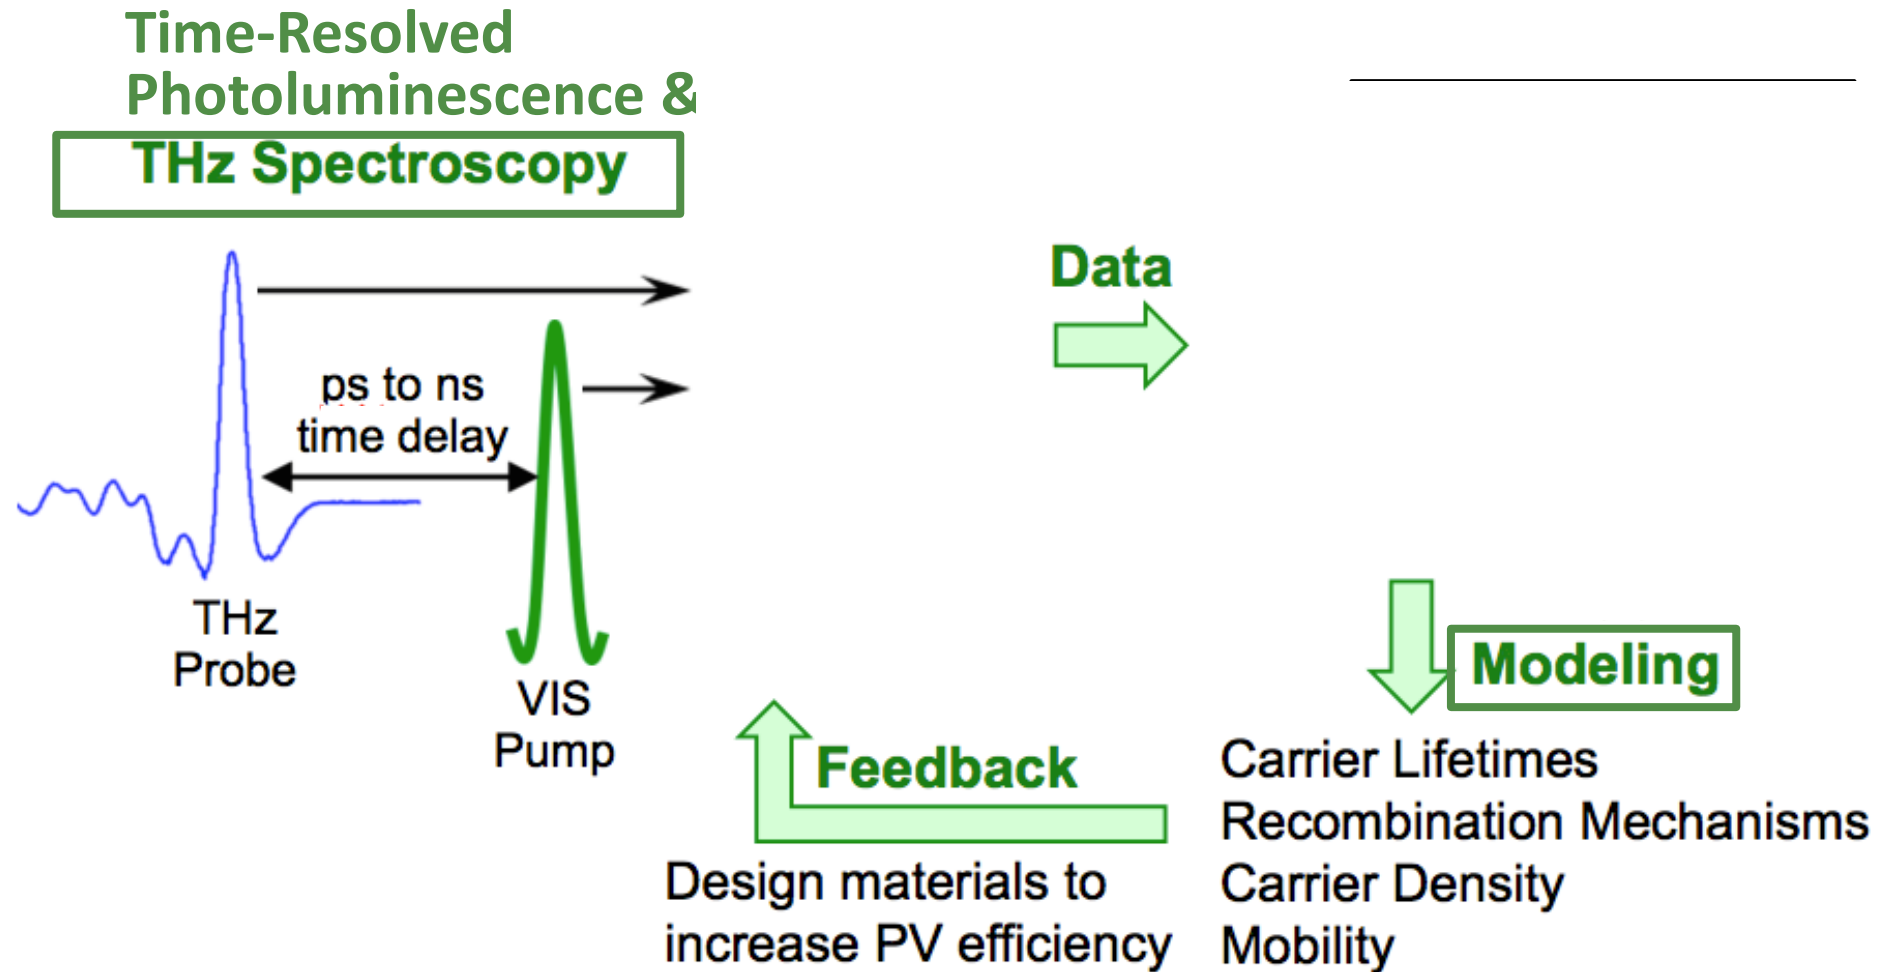 Time-Resolved
Photoluminescence &
THz Spectroscopy
Data
ps to ns
time delay
THz
Probe
VIS
Pump
Modeling
Feedback
Carrier Lifetimes
Recombination Mechanisms
Carrier Density
Mobility
Design materials to
increase PV efficiency